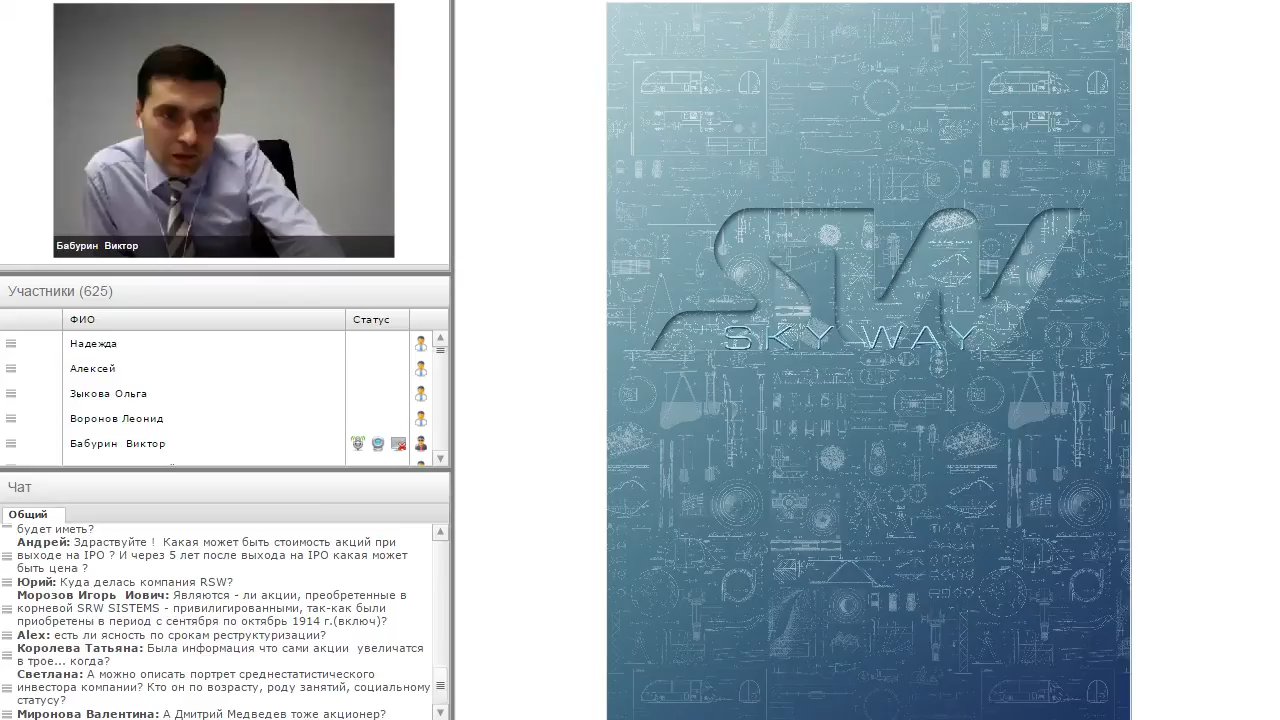 Бабурин Виктор
Участники (625)
ФИО
Статус
Надежда
Алексей
Зыкова Ольга
Воронов Леонид
Бабурин Виктор
Чат
Общий
будет иметь?
Андрей: Здраствуйте ! Какая может быть стоимость акций при
выходе на IPO ? И через 5 лет после выхода на IPO какая может
быть цена ?
Юрий: Куда делась компания RSW?
Морозов Игорь Иович: Являются - ли акции, преобретенные в
корневой SRW SISTEMS - привилигированными, так-как были
приобретены в период с сентября по октябрь 1914 г.(включ)?
Alex: есть ли ясность по срокам реструктуризации?
Королева Татьяна: Была информация что сами акции увеличатся
в трое... когда?
Светлана: А можно описать портрет среднестатистического
инвестора компании? Кто он по возрасту, роду занятий, социальному
статусу?
Миронова Валентина: А Дмитрий Медведев тоже акционер?
SW
SKY WAY